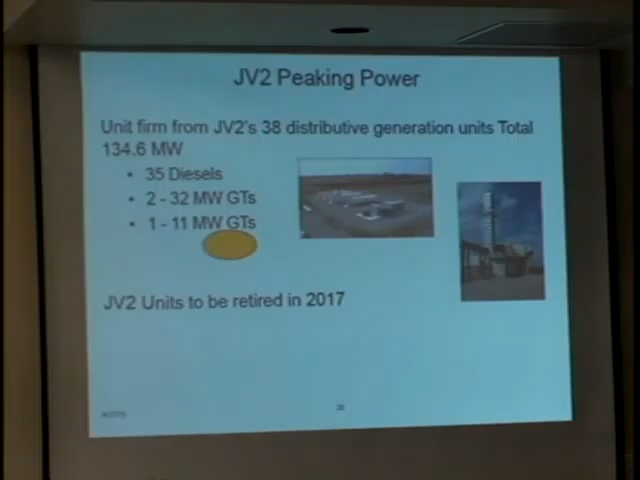 JV2 Peaking Power
Unit firm from JV2's 38 distributive generation units Total
134.6 MW
• 35 Diesels
• 2 - 32 MW GTs
• 1 - 11 MW GTs
JV2 Units to be retired in 2017